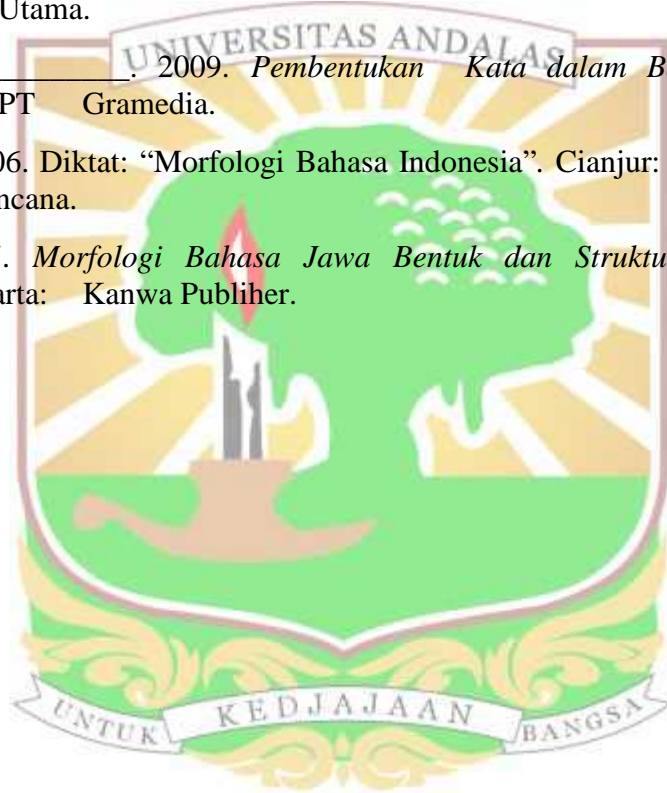 Utama.
UNIVERSITAS ANDALAS
__________. 2009. Pembentukan Kata dalam B
PT Gramedia.
06. Diktat: “Morfologi Bahasa Indonesia”. Cianjur:
ncana.
. Morfologi Bahasa Jawa Bentuk dan Struktu
arta: Kanwa Publiher.
UNTUK KEDJAJAAN BANGSA